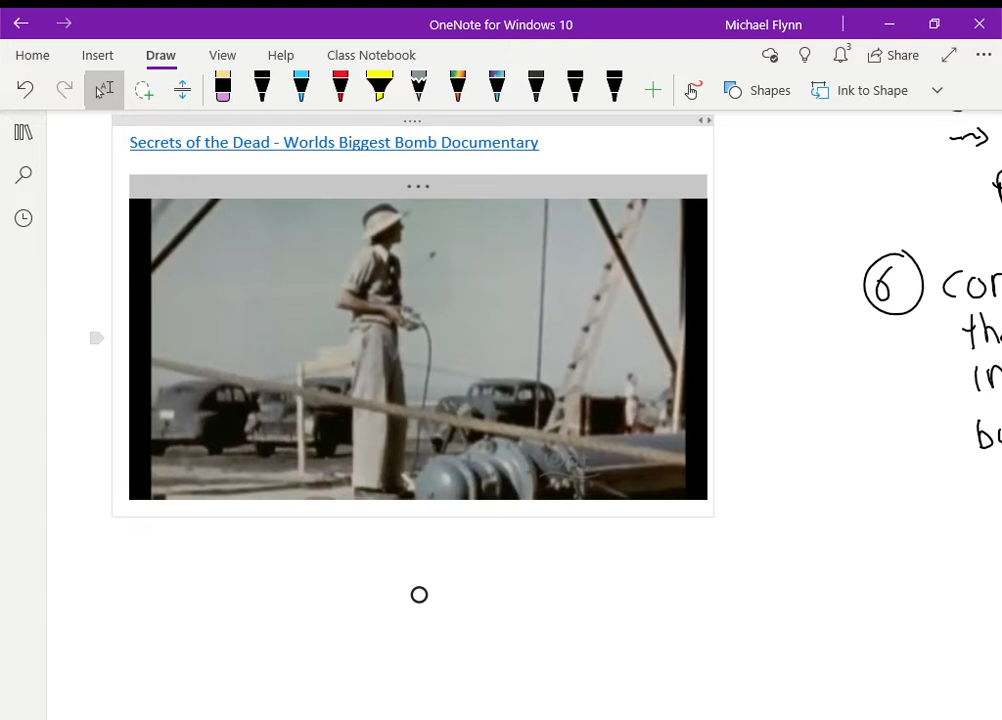 OneNote for Windows 10
Michael Flynn
Home Insert Draw View Help Class Notebook
3
Share
Shapes
Ink to Shape
Secrets of the Dead - Worlds Biggest Bomb Documentary
6